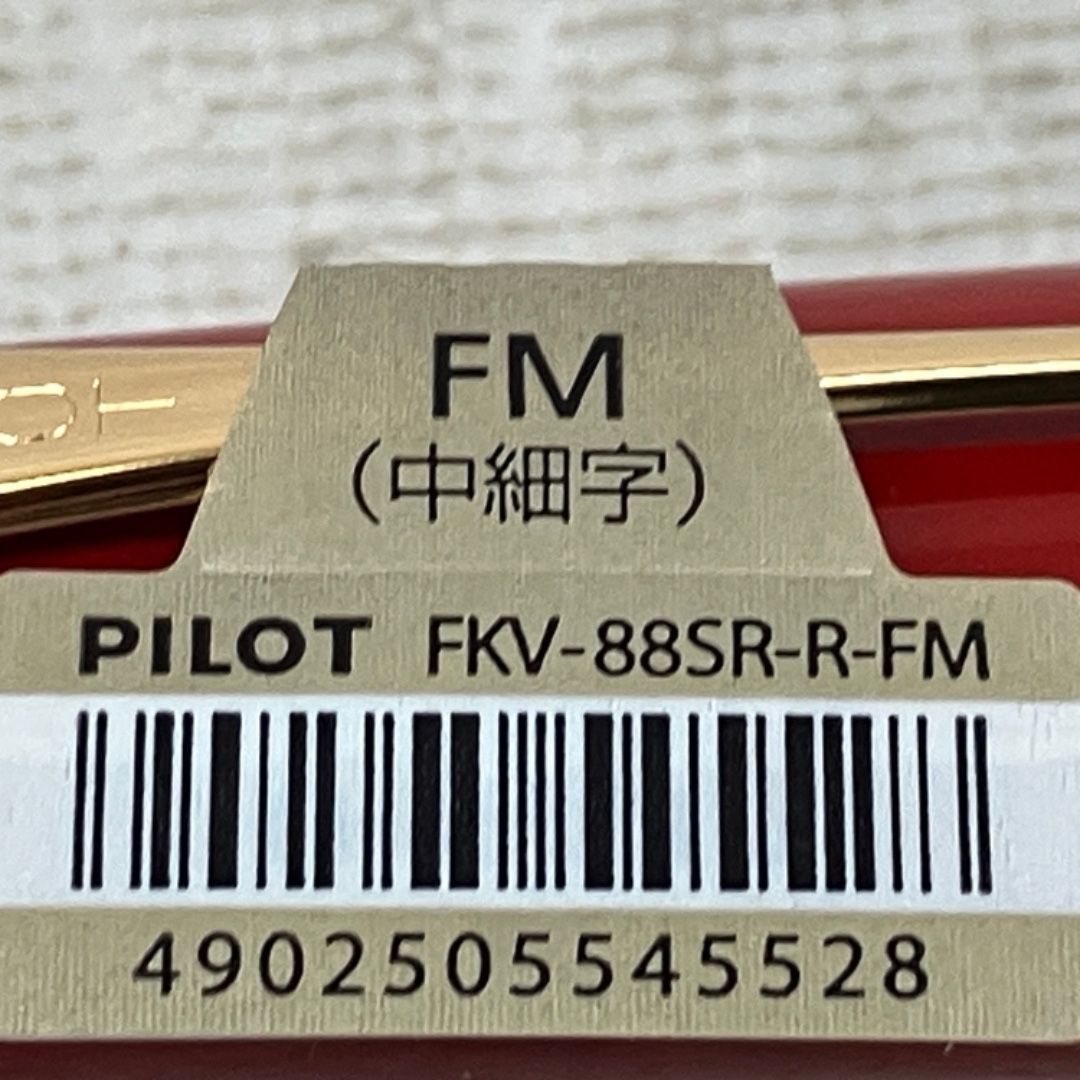 FM
(中細字)
PILOT FKV-88SR-R-FM
4902505545528